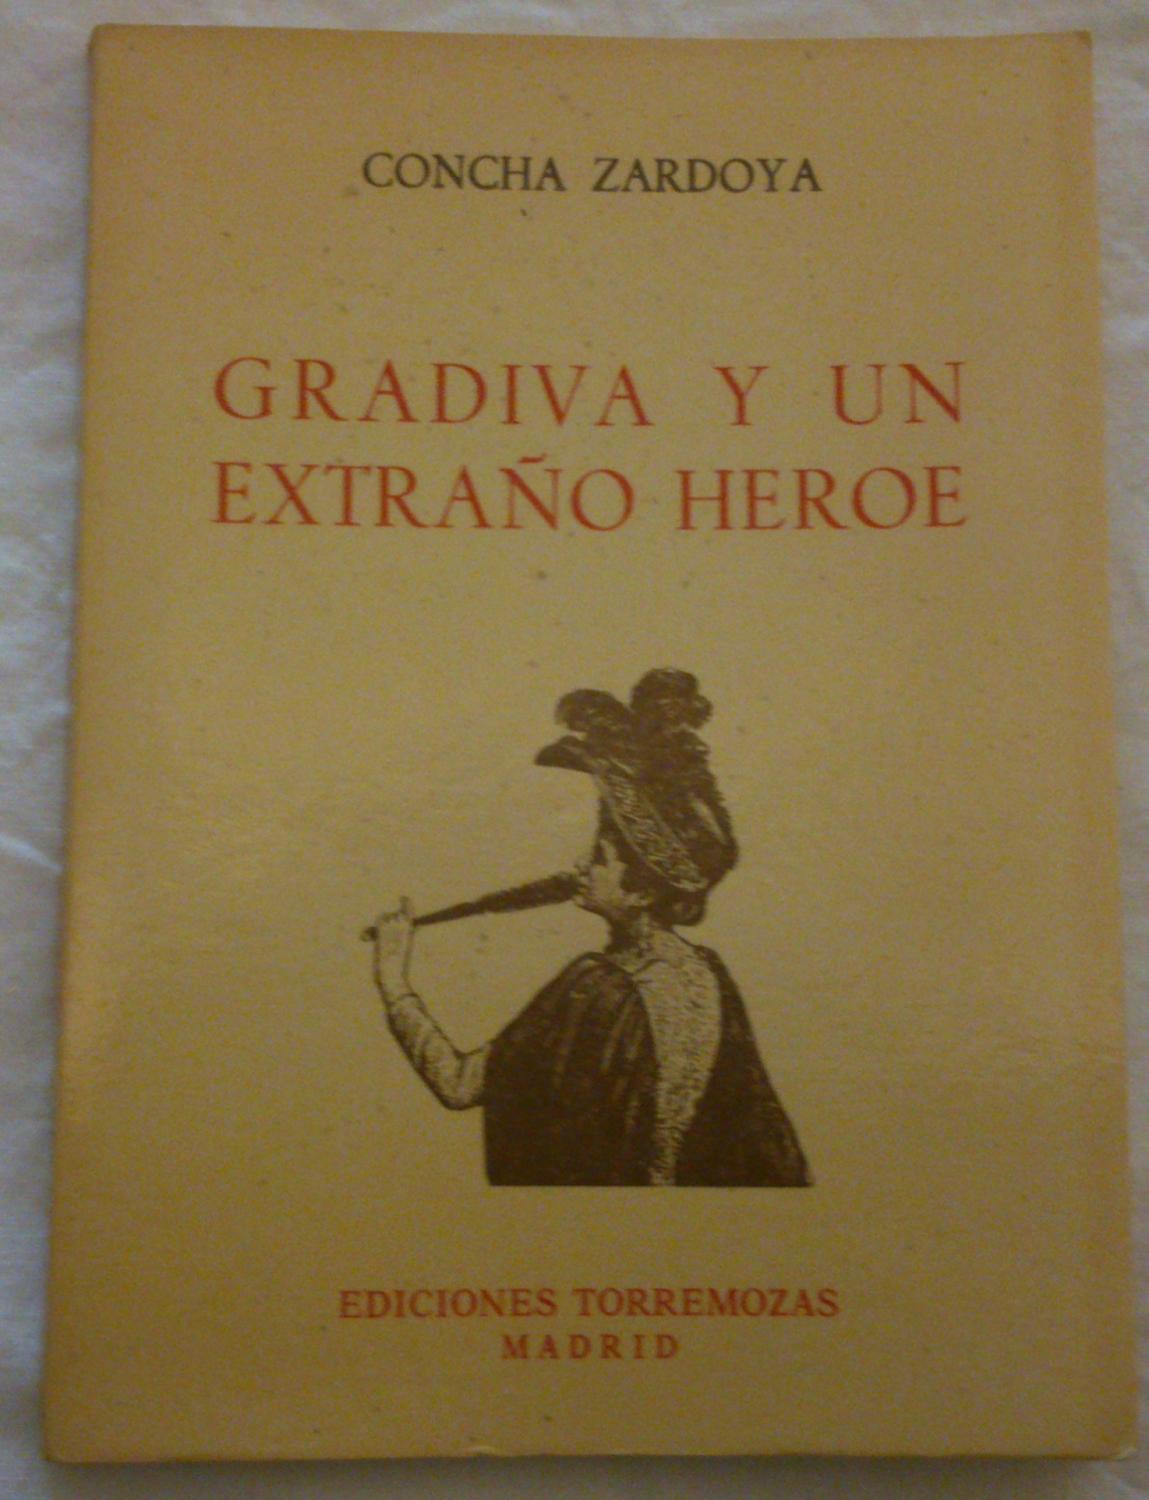 CONCHA ZARDOYA
GRADIVA Y UN
EXTRAÑO HEROE
EDICIONES TORREMOZAS
MADRID